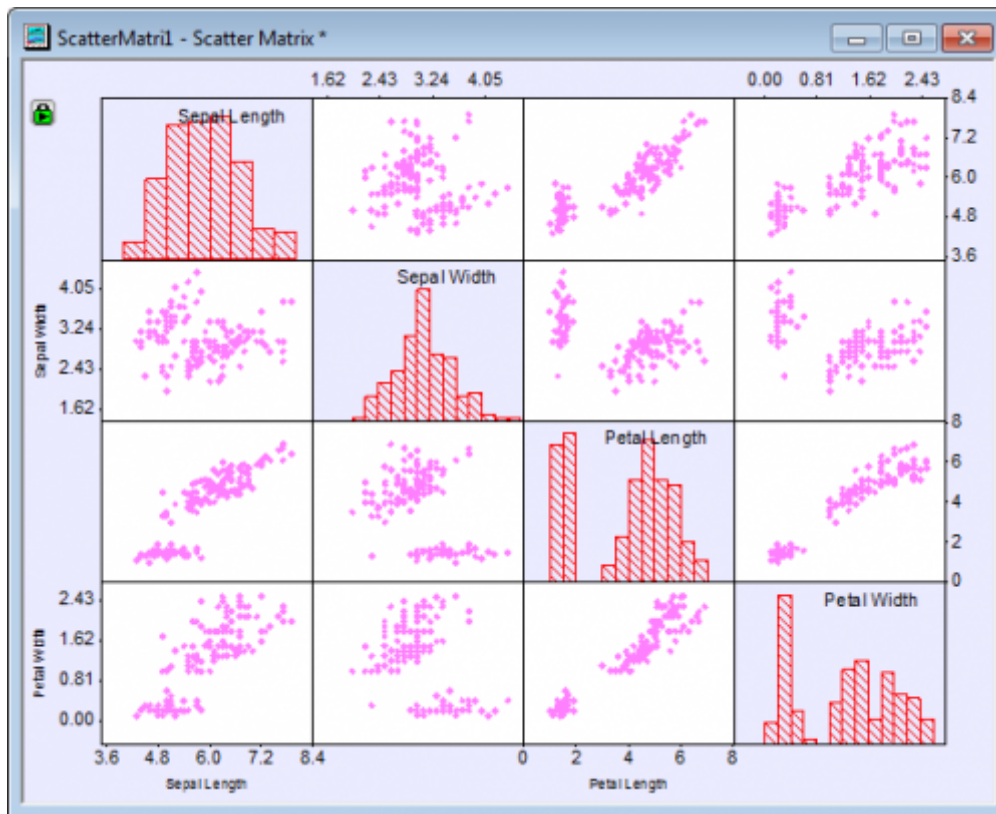 ScatterMatri1 - Scatter Matrix *
1.62 2.43 3.24 4.05 0.00 0.81 1.62 2.43
Sepal Length
8.4
7.2
6.0
4.8
3.6
Sepal Width
4.05
3.24
2.43
1.62
Sepal Width
Petal Length
8
6
4
2
0
Petal Width
2.43
1.62
0.81
0.00
Petal Width
3.6 4.8 6.0 7.2 8.4 0 2 4 6 8
Sepal Length Petal Length